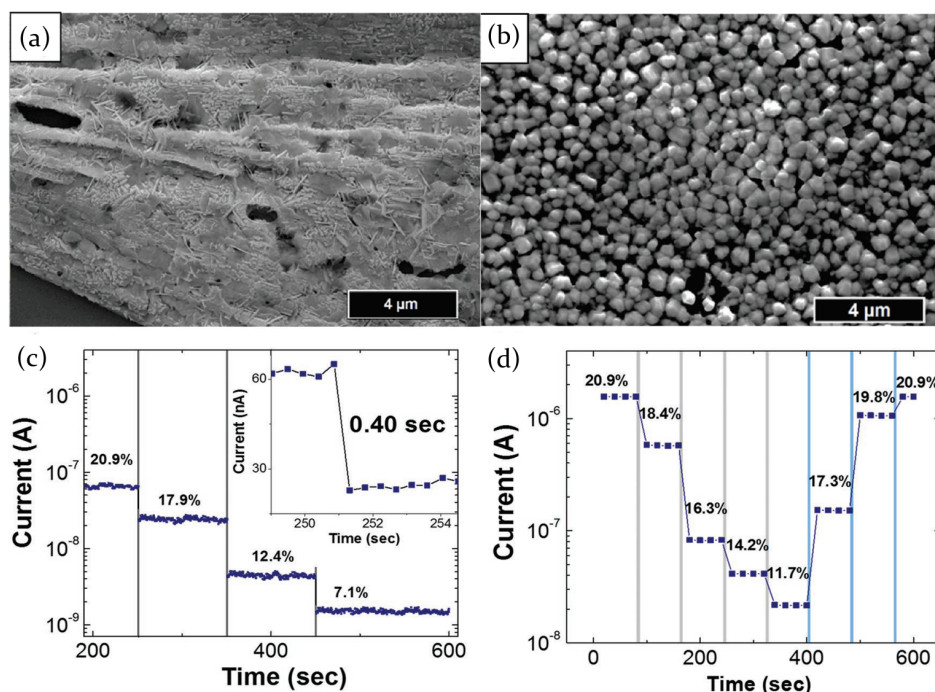 (a)
4 μm
(b)
4 μm
(c)
10⁻⁶
10⁻⁷
10⁻⁸
10⁻⁹
Current (A)
20.9%
17.9%
12.4%
7.1%
200
400
600
Time (sec)
60
30
Current (nA)
0.40 sec
250
252
254
Time (sec)
(d)
10⁻⁶
10⁻⁷
10⁻⁸
Current (A)
20.9%
18.4%
16.3%
14.2%
11.7%
17.3%
19.8%
20.9%
0
200
400
600
Time (sec)